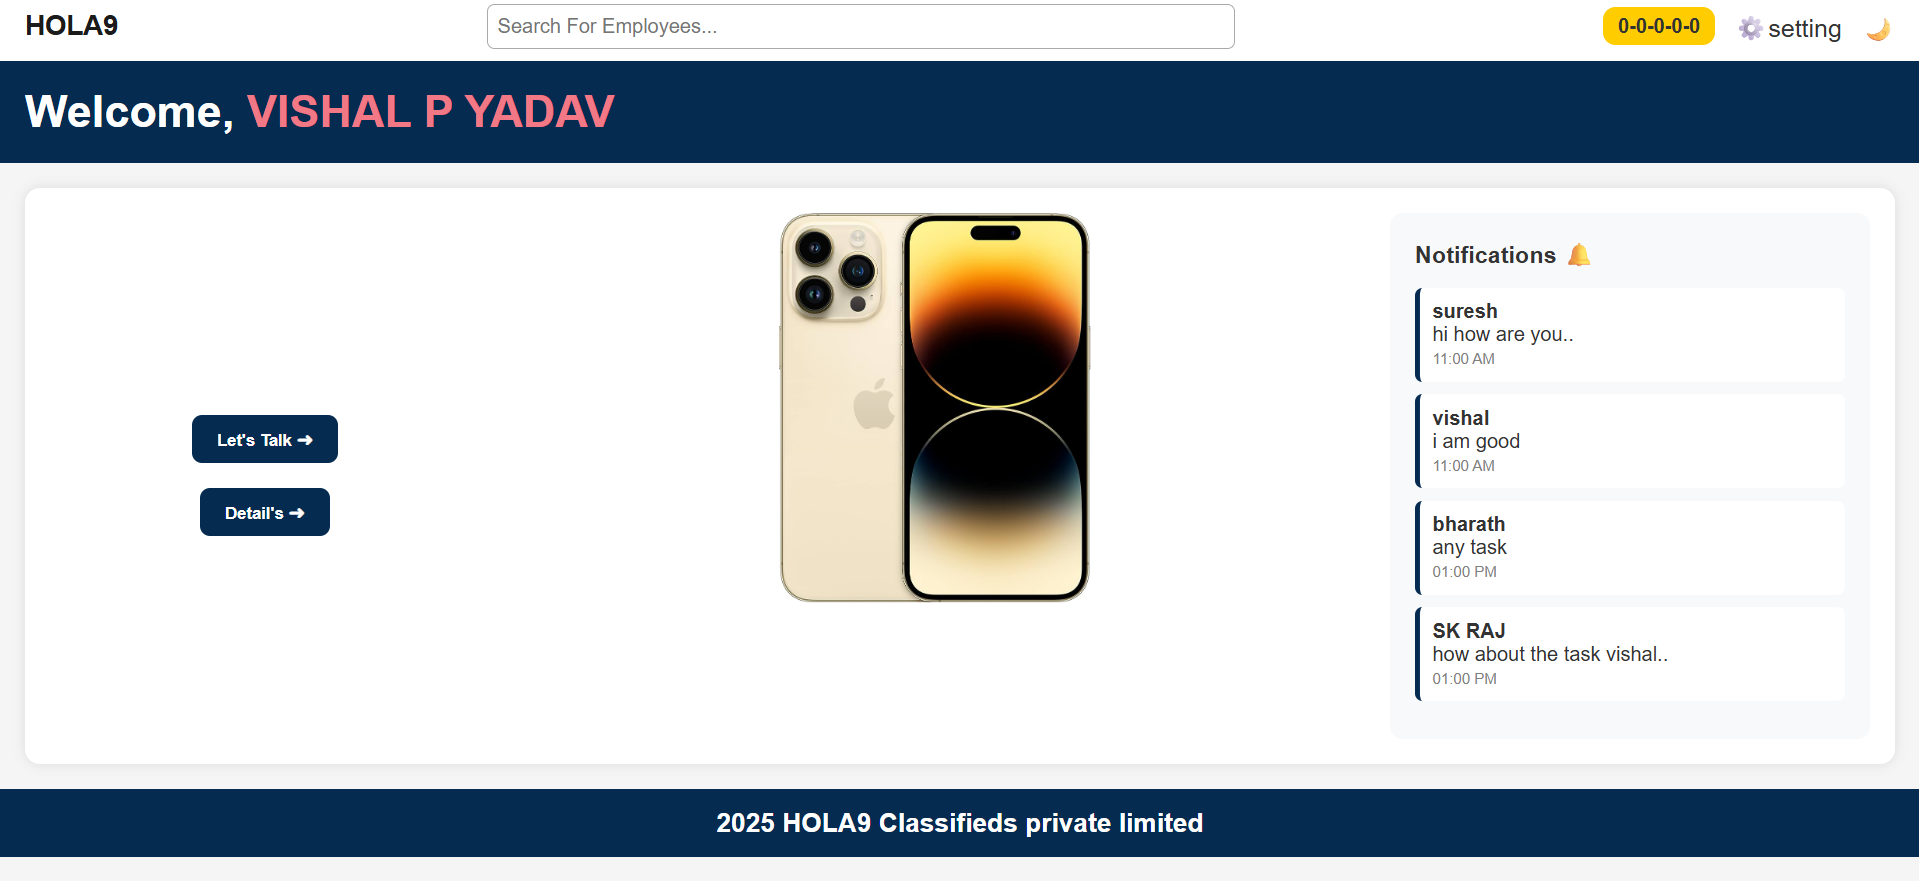 HOLA9
Search For Employees...
0-0-0-0-0
⚙️ setting 🌙
Welcome, VISHAL P YADAV
Let's Talk ➜
Detail's ➜
Notifications 🔔
suresh
hi how are you..
11:00 AM
vishal
i am good
11:00 AM
bharath
any task
01:00 PM
SK RAJ
how about the task vishal..
01:00 PM
2025 HOLA9 Classifieds private limited